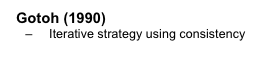 Gotoh (1990)
– Iterative strategy using consistency